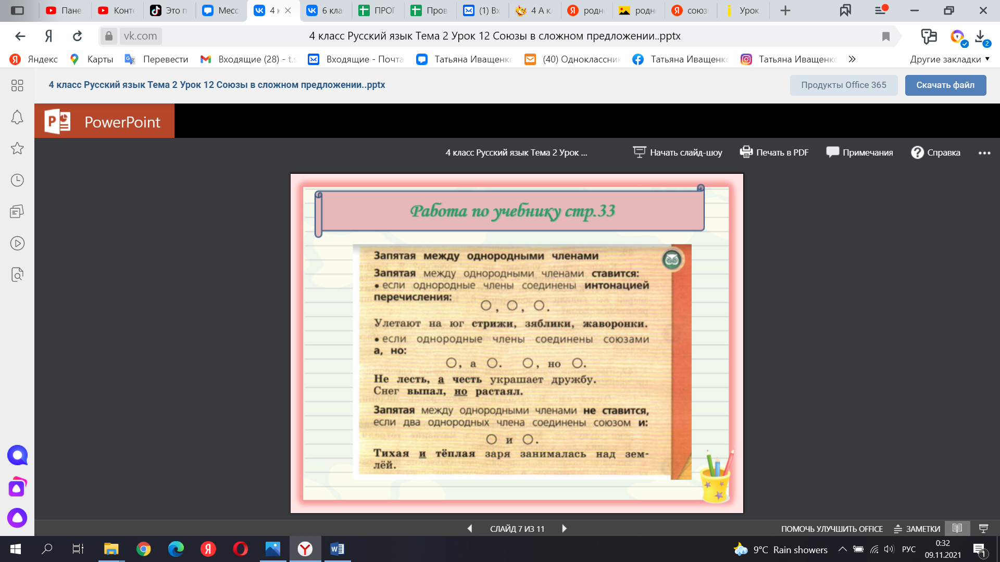 Пане
Конте
Это п
Месс
4 к
6 кла
ПРОГ
Пров
(1) Вх
4 А кл
родн
родн
союз
Урок
vk.com
4 класс Русский язык Тема 2 Урок 12 Союзы в сложном предложении..pptx
2
Яндекс
Карты
Перевести
Входящие (28) - t.s
Входящие - Почта
Татьяна Иващенко
(40) Одноклассник
Татьяна Иващенко
Татьяна Иващенко
Другие закладки
4 класс Русский язык Тема 2 Урок 12 Союзы в сложном предложении..pptx
Продукты Office 365
Скачать файл
PowerPoint
4 класс Русский язык Тема 2 Урок ...
Начать слайд-шоу
Печать в PDF
Примечания
Справка
Работа по учебнику стр.33
Запятая между однородными членами
Запятая между однородными членами ставится:
• если однородные члены соединены интонацией
перечисления:
○, ○, ○.
Улетают на юг стрижи, зяблики, жаворонки.
• если однородные члены соединены союзами
а, но:
○, а ○. ○, но ○.
Не лесть, а честь украшает дружбу.
Снег выпал, но растаял.
Запятая между однородными членами не ставится,
если два однородных члена соединены союзом и:
○ и ○.
Тихая и тёплая заря занималась над зем-
лёй.
СЛАЙД 7 ИЗ 11
ПОМОЧЬ УЛУЧШИТЬ OFFICE
ЗАМЕТКИ
9°C Rain showers
РУС
0:32
09.11.2021
1